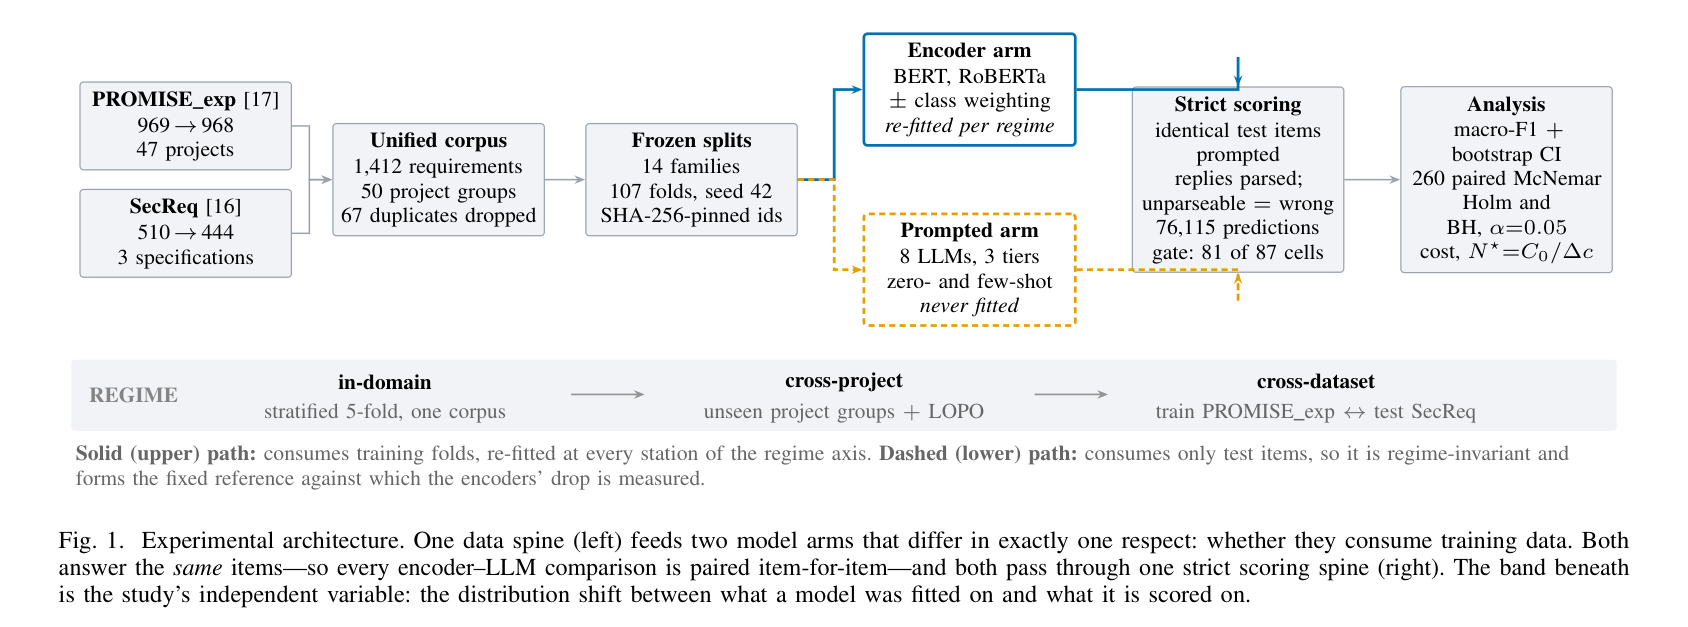 PROMISE_exp [17]
969 → 968
47 projects
SecReq [16]
510 → 444
3 specifications
Unified corpus
1,412 requirements
50 project groups
67 duplicates dropped
Frozen splits
14 families
107 folds, seed 42
SHA-256-pinned ids
Encoder arm
BERT, RoBERTa
± class weighting
re-fitted per regime
Prompted arm
8 LLMs, 3 tiers
zero- and few-shot
never fitted
Strict scoring
identical test items
prompted
replies parsed;
unparseable = wrong
76,115 predictions
gate: 81 of 87 cells
Analysis
macro-F1 +
bootstrap CI
260 paired McNemar
Holm and
BH, α=0.05
cost, N⋆=C₀/Δc
REGIME
in-domain
stratified 5-fold, one corpus
cross-project
unseen project groups + LOPO
cross-dataset
train PROMISE_exp ↔ test SecReq
Solid (upper) path: consumes training folds, re-fitted at every station of the regime axis. Dashed (lower) path: consumes only test items, so it is regime-invariant and
forms the fixed reference against which the encoders' drop is measured.
Fig. 1. Experimental architecture. One data spine (left) feeds two model arms that differ in exactly one respect: whether they consume training data. Both
answer the same items—so every encoder–LLM comparison is paired item-for-item—and both pass through one strict scoring spine (right). The band beneath
is the study's independent variable: the distribution shift between what a model was fitted on and what it is scored on.